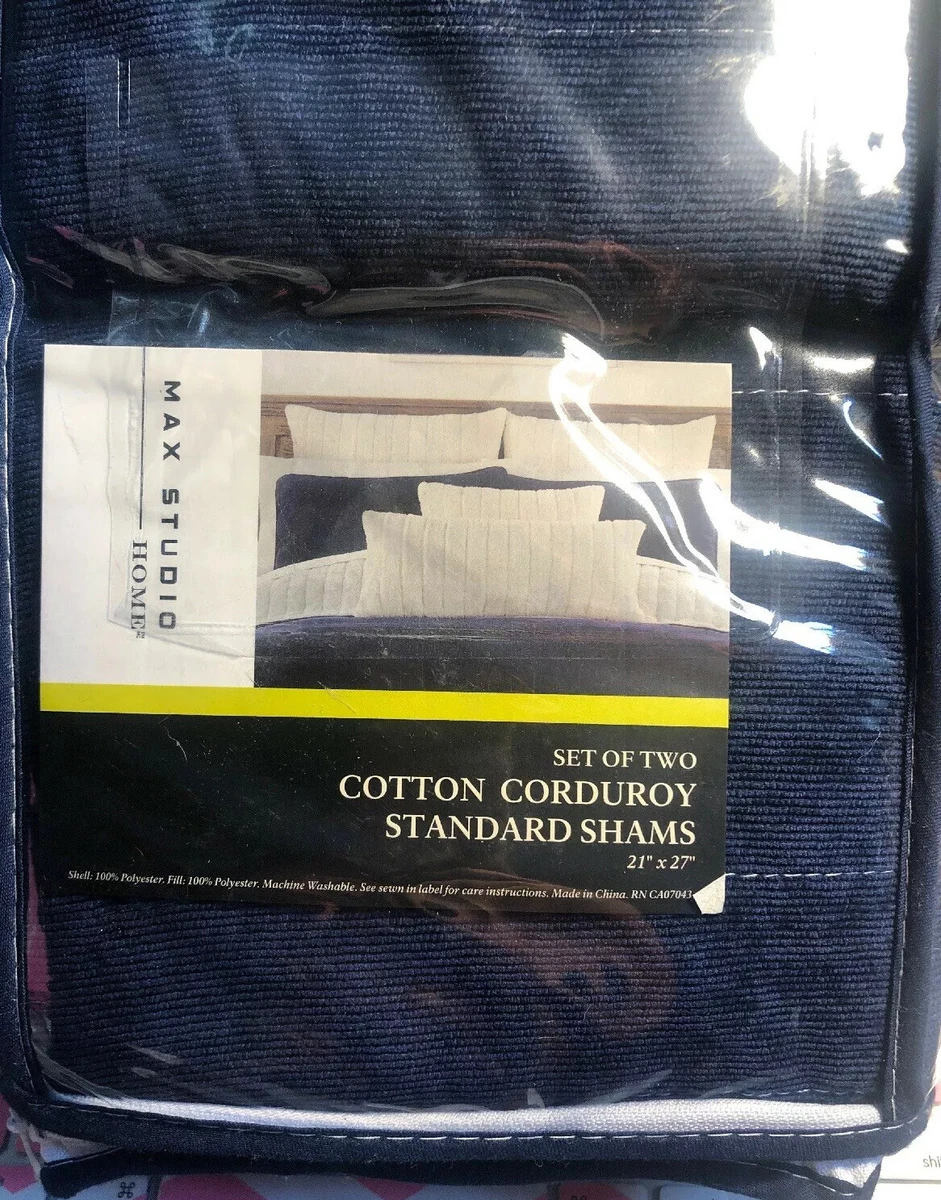 MAX STUDIO
HOME
SET OF TWO
COTTON CORDUROY
STANDARD SHAMS
21" x 27"
Shell: 100% Polyester. Fill: 100% Polyester. Machine Washable. See sewn in label for care instructions. Made in China. RN CA07043
⌘
shi